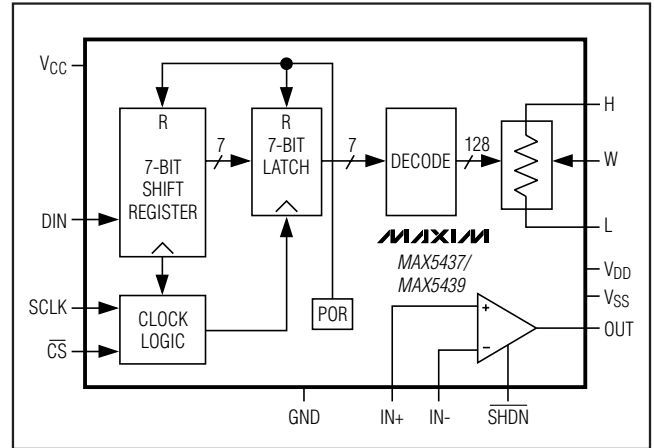 VCC
R
7-BIT
SHIFT
REGISTER
7
R
7-BIT
LATCH
7
DECODE
128
H
W
L
DIN
MAXIM
MAX5437/
MAX5439
VDD
VSS
SCLK
CS
CLOCK
LOGIC
POR
+
−
OUT
GND
IN+
IN-
SHDN